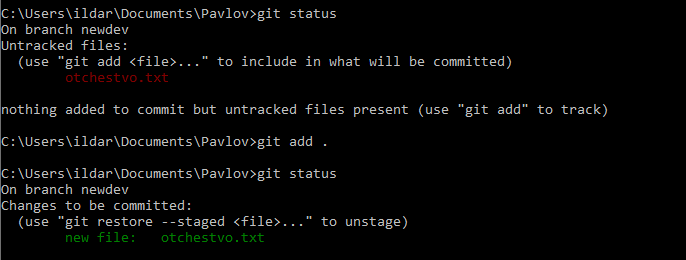 C:\Users\ildar\Documents\Pavlov>git status
On branch newdev
Untracked files:
  (use "git add <file>..." to include in what will be committed)
        otchestvo.txt

nothing added to commit but untracked files present (use "git add" to track)

C:\Users\ildar\Documents\Pavlov>git add .

C:\Users\ildar\Documents\Pavlov>git status
On branch newdev
Changes to be committed:
  (use "git restore --staged <file>..." to unstage)
        new file:   otchestvo.txt